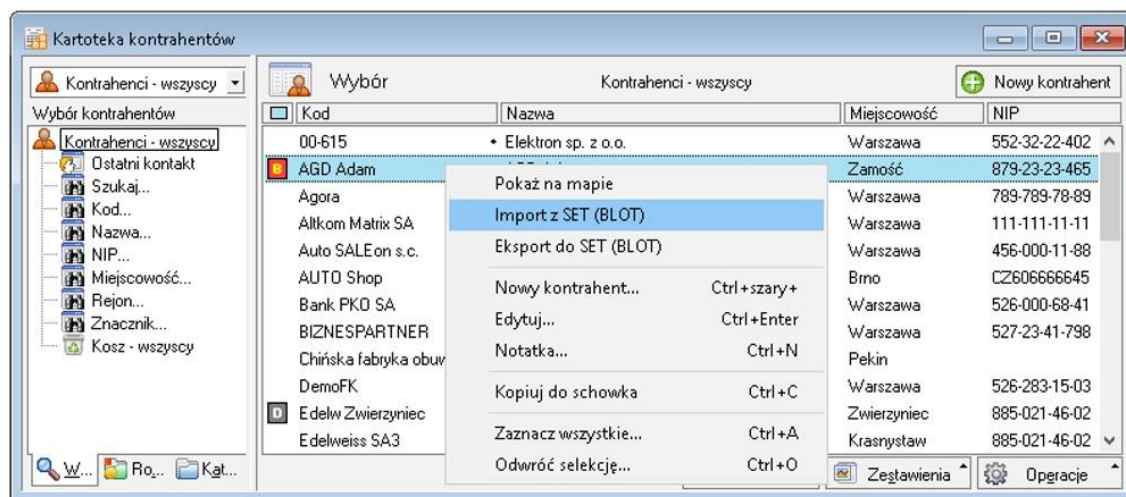 Kartoteka kontrahentów
Kontrahenci - wszyscy
Wybór kontrahentów
Kontrahenci - wszyscy
Ostatni kontakt
Szukaj...
Kod...
Nazwa...
NIP...
Miejscowość...
Rejon...
Znacznik...
Kosz - wszyscy
W... Ro... Kat...
Wybór Kontrahenci - wszyscy Nowy kontrahent
Kod Nazwa Miejscowość NIP
00-615 Elektron sp. z o.o. Warszawa 552-32-22-402
B AGD Adam Zamość 879-23-23-465
Agora Warszawa 789-789-78-89
Altkom Matrix SA Warszawa 111-111-11-11
Auto SALEon s.c. Warszawa 456-000-11-88
AUTO Shop Brno CZ606666645
Bank PKO SA Warszawa 526-000-68-41
BIZNESPARTNER Warszawa 527-23-41-798
Chińska fabryka obuw Pekin
DemoFK Warszawa 526-283-15-03
D Edelw Zwierzyniec Zwierzyniec 885-021-46-02
Edelweiss SA3 Krasnystaw 885-021-46-02
Pokaż na mapie
Import z SET (BLOT)
Eksport do SET (BLOT)
Nowy kontrahent... Ctrl+szary+
Edytuj... Ctrl+Enter
Notatka... Ctrl+N
Kopiuj do schowka Ctrl+C
Zaznacz wszystkie... Ctrl+A
Odwróć selekcję... Ctrl+O
Zestawienia Operacje